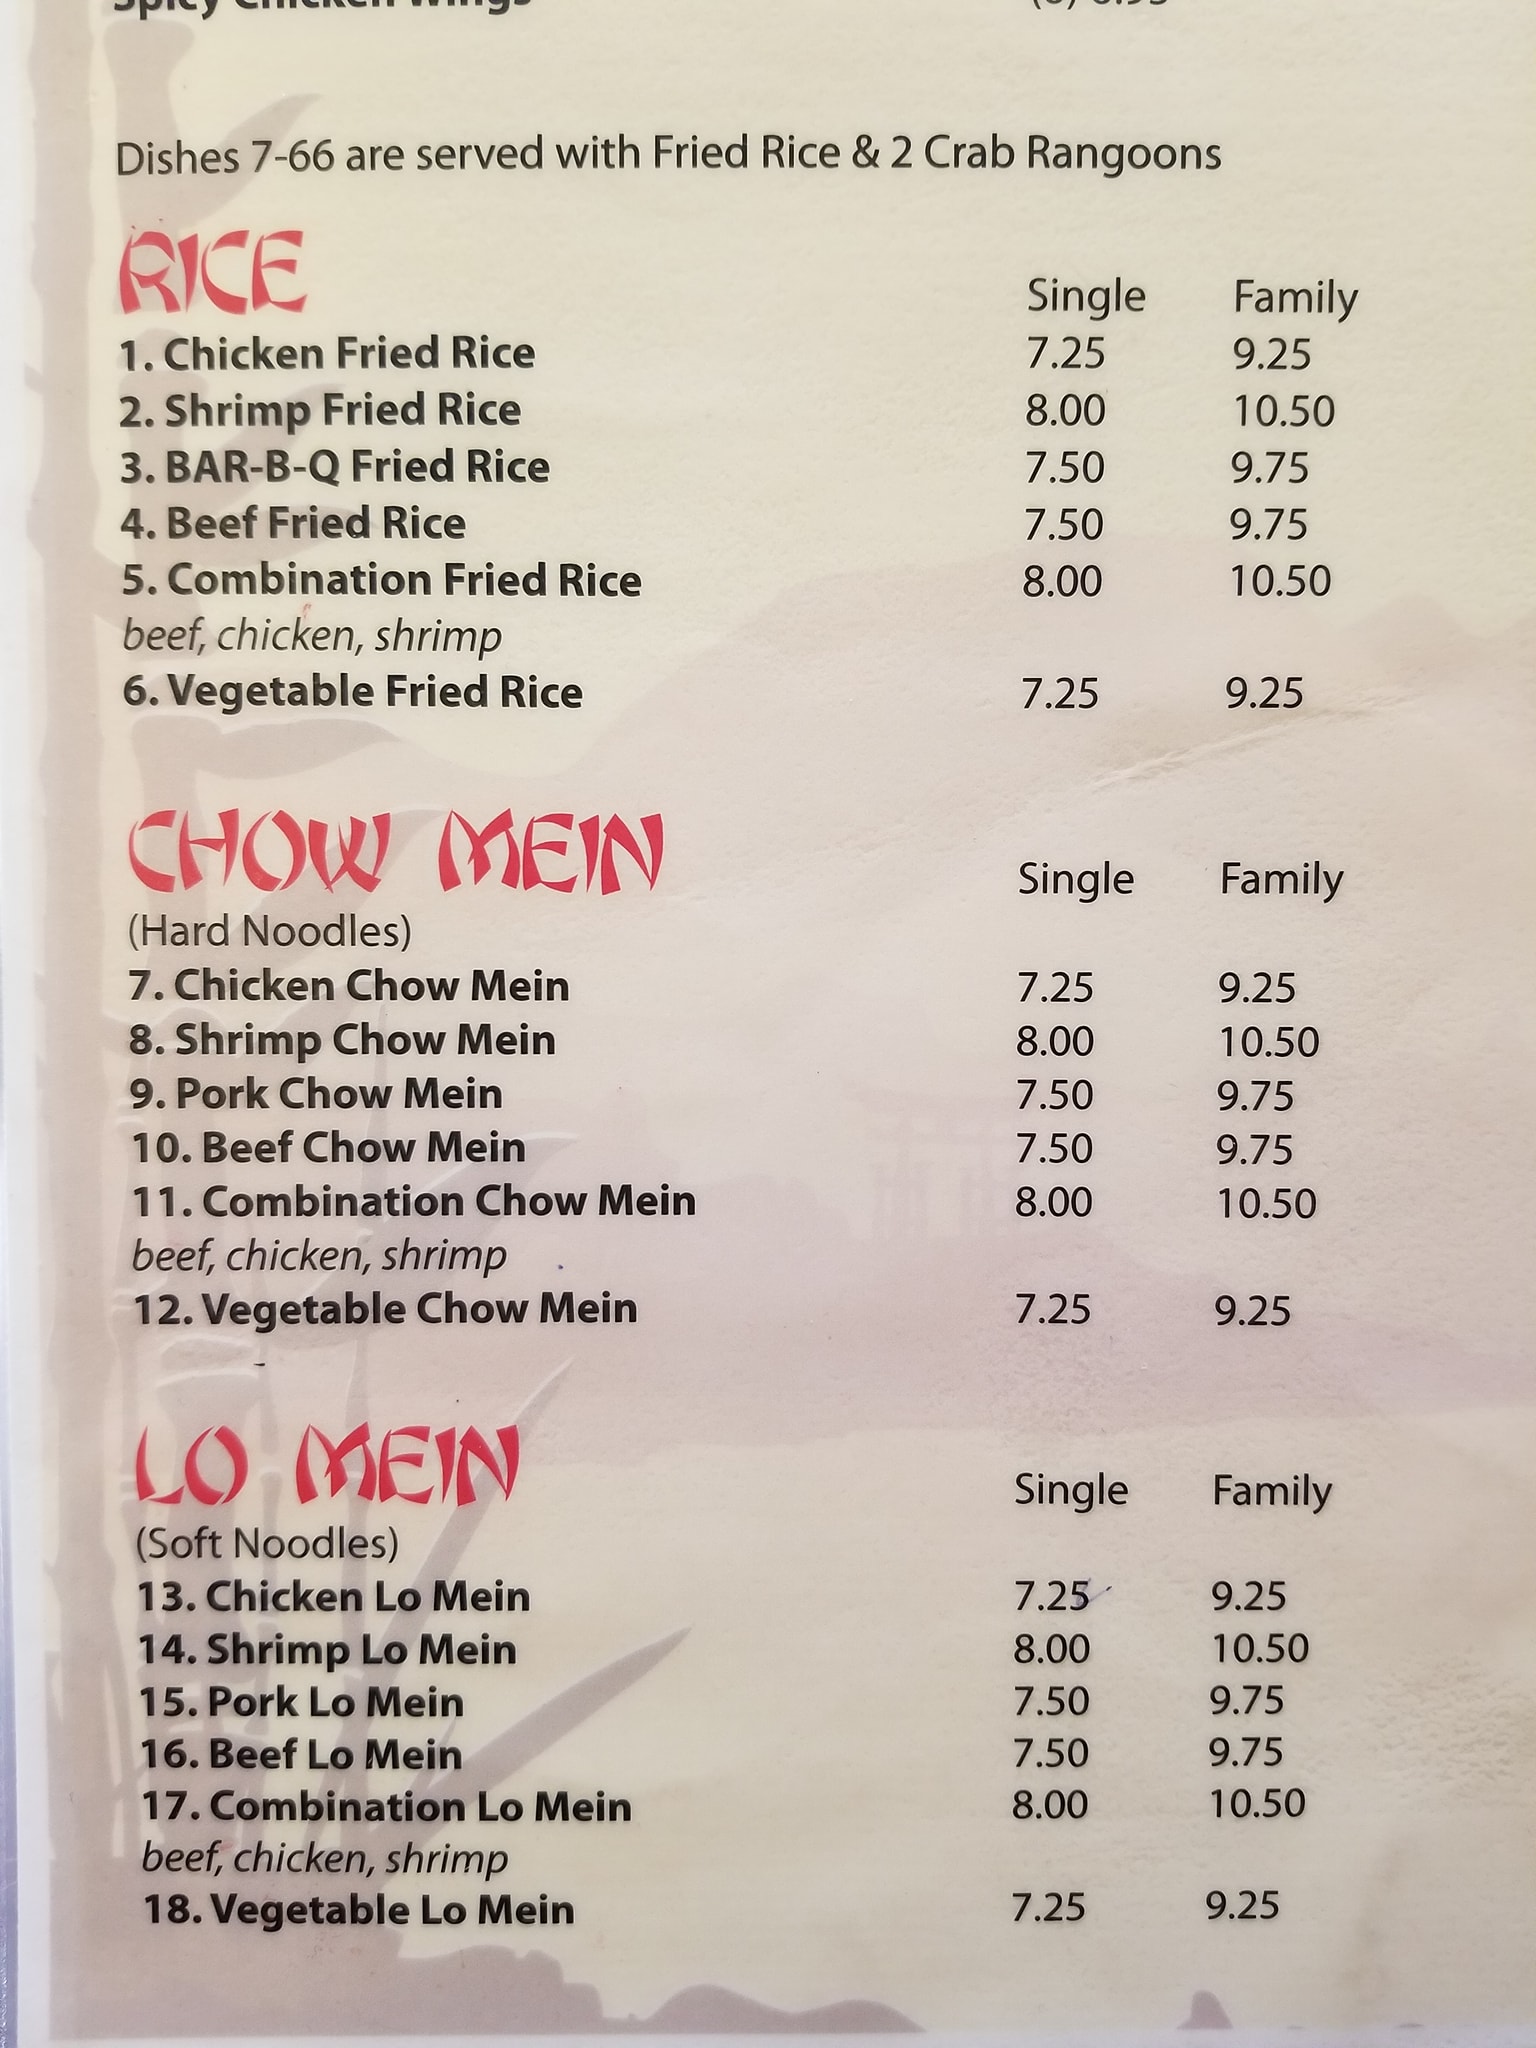 Spicy Chicken Wings
Dishes 7-66 are served with Fried Rice & 2 Crab Rangoons
RICE Single Family
1. Chicken Fried Rice 7.25 9.25
2. Shrimp Fried Rice 8.00 10.50
3. BAR-B-Q Fried Rice 7.50 9.75
4. Beef Fried Rice 7.50 9.75
5. Combination Fried Rice 8.00 10.50
beef, chicken, shrimp
6. Vegetable Fried Rice 7.25 9.25
CHOW MEIN Single Family
(Hard Noodles)
7. Chicken Chow Mein 7.25 9.25
8. Shrimp Chow Mein 8.00 10.50
9. Pork Chow Mein 7.50 9.75
10. Beef Chow Mein 7.50 9.75
11. Combination Chow Mein 8.00 10.50
beef, chicken, shrimp
12. Vegetable Chow Mein 7.25 9.25
LO MEIN Single Family
(Soft Noodles)
13. Chicken Lo Mein 7.25 9.25
14. Shrimp Lo Mein 8.00 10.50
15. Pork Lo Mein 7.50 9.75
16. Beef Lo Mein 7.50 9.75
17. Combination Lo Mein 8.00 10.50
beef, chicken, shrimp
18. Vegetable Lo Mein 7.25 9.25